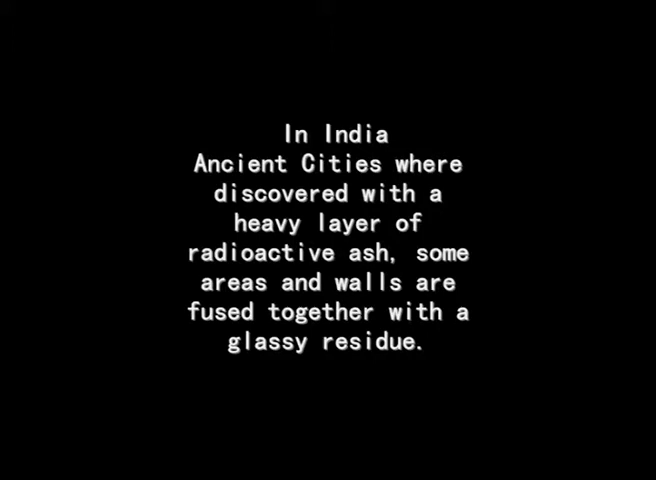 In India
Ancient Cities where
discovered with a
heavy layer of
radioactive ash, some
areas and walls are
fused together with a
glassy residue.